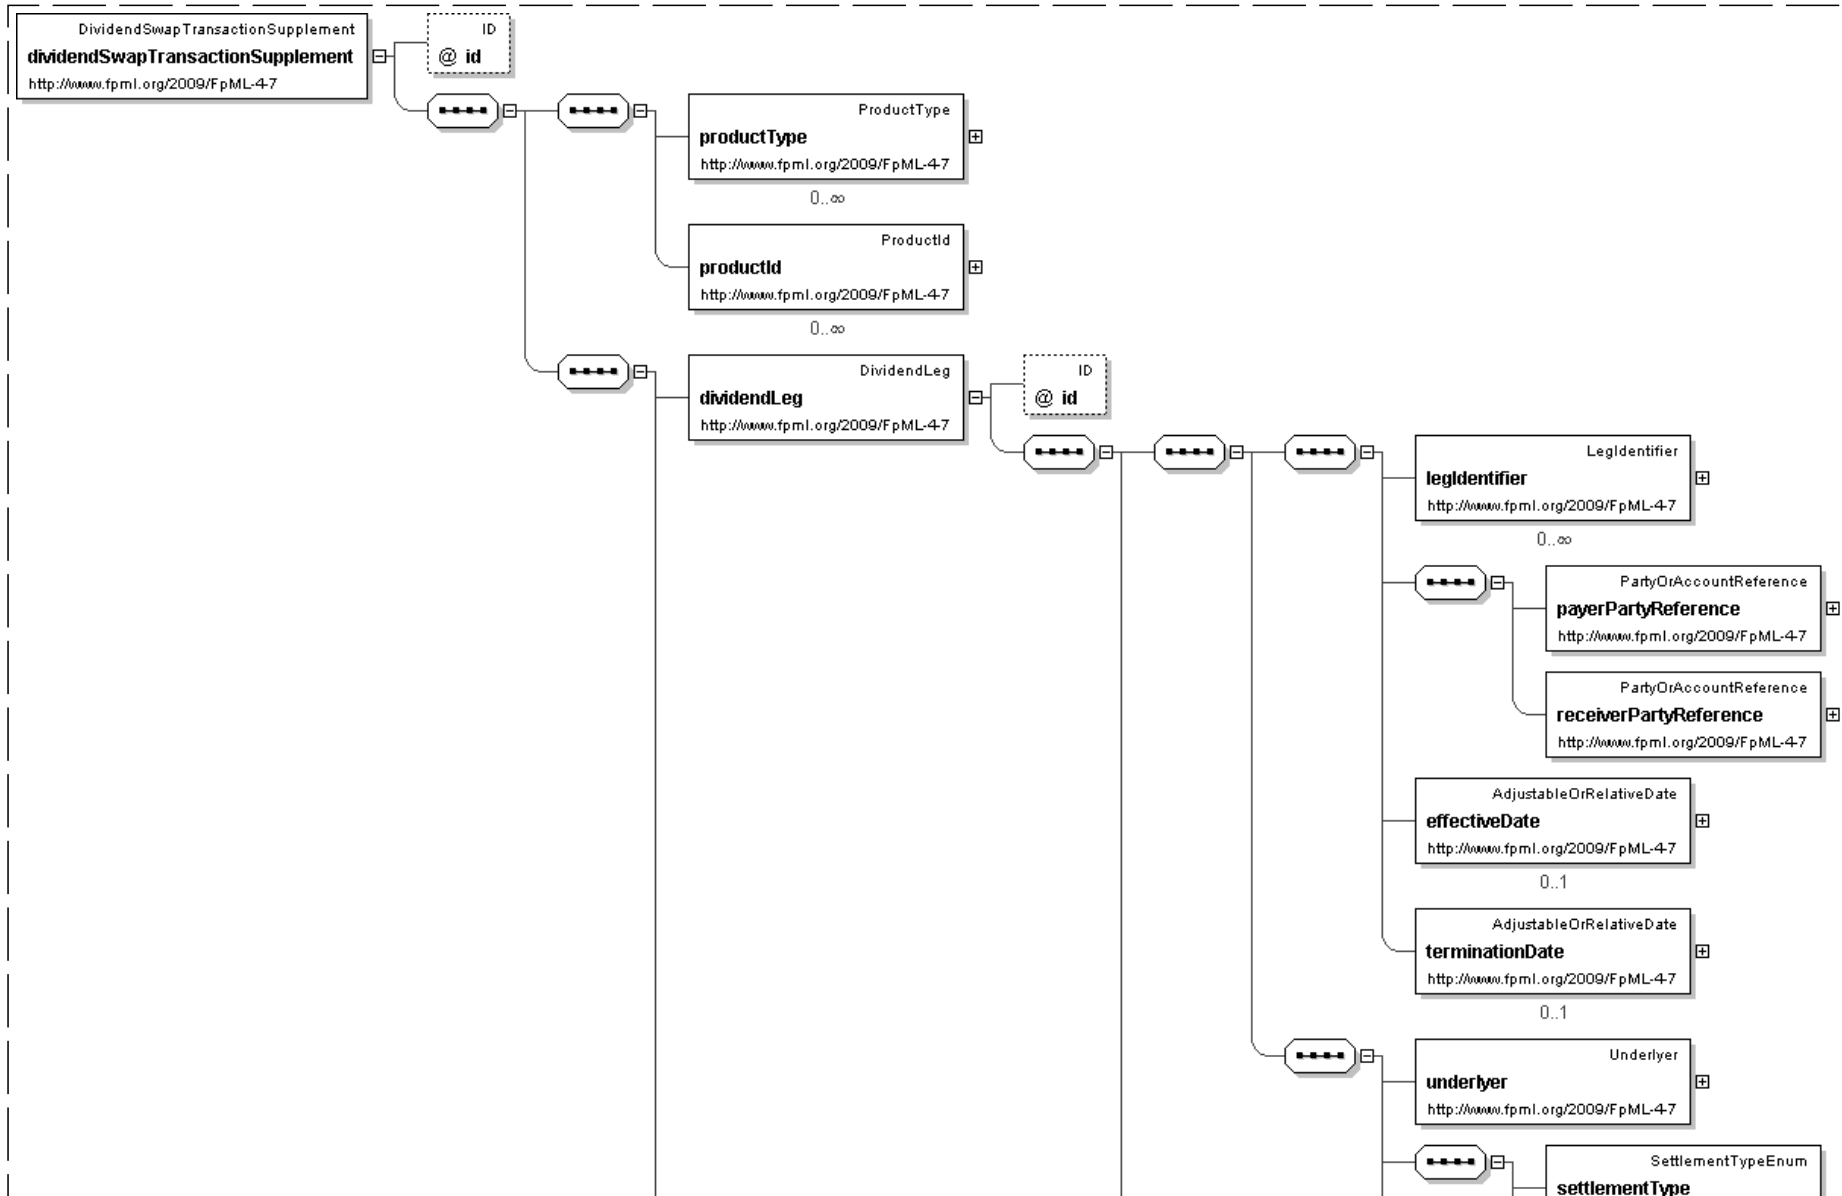 DividendSwapTransactionSupplement
dividendSwapTransactionSupplement
http://www.fpml.org/2009/FpML-4-7
ID
@ id
ProductType
productType
http://www.fpml.org/2009/FpML-4-7
0..∞
ProductId
productId
http://www.fpml.org/2009/FpML-4-7
0..∞
DividendLeg
dividendLeg
http://www.fpml.org/2009/FpML-4-7
ID
@ id
LegIdentifier
legIdentifier
http://www.fpml.org/2009/FpML-4-7
0..∞
PartyOrAccountReference
payerPartyReference
http://www.fpml.org/2009/FpML-4-7
PartyOrAccountReference
receiverPartyReference
http://www.fpml.org/2009/FpML-4-7
AdjustableOrRelativeDate
effectiveDate
http://www.fpml.org/2009/FpML-4-7
0..1
AdjustableOrRelativeDate
terminationDate
http://www.fpml.org/2009/FpML-4-7
0..1
Underlyer
underlyer
http://www.fpml.org/2009/FpML-4-7
SettlementTypeEnum
settlementType